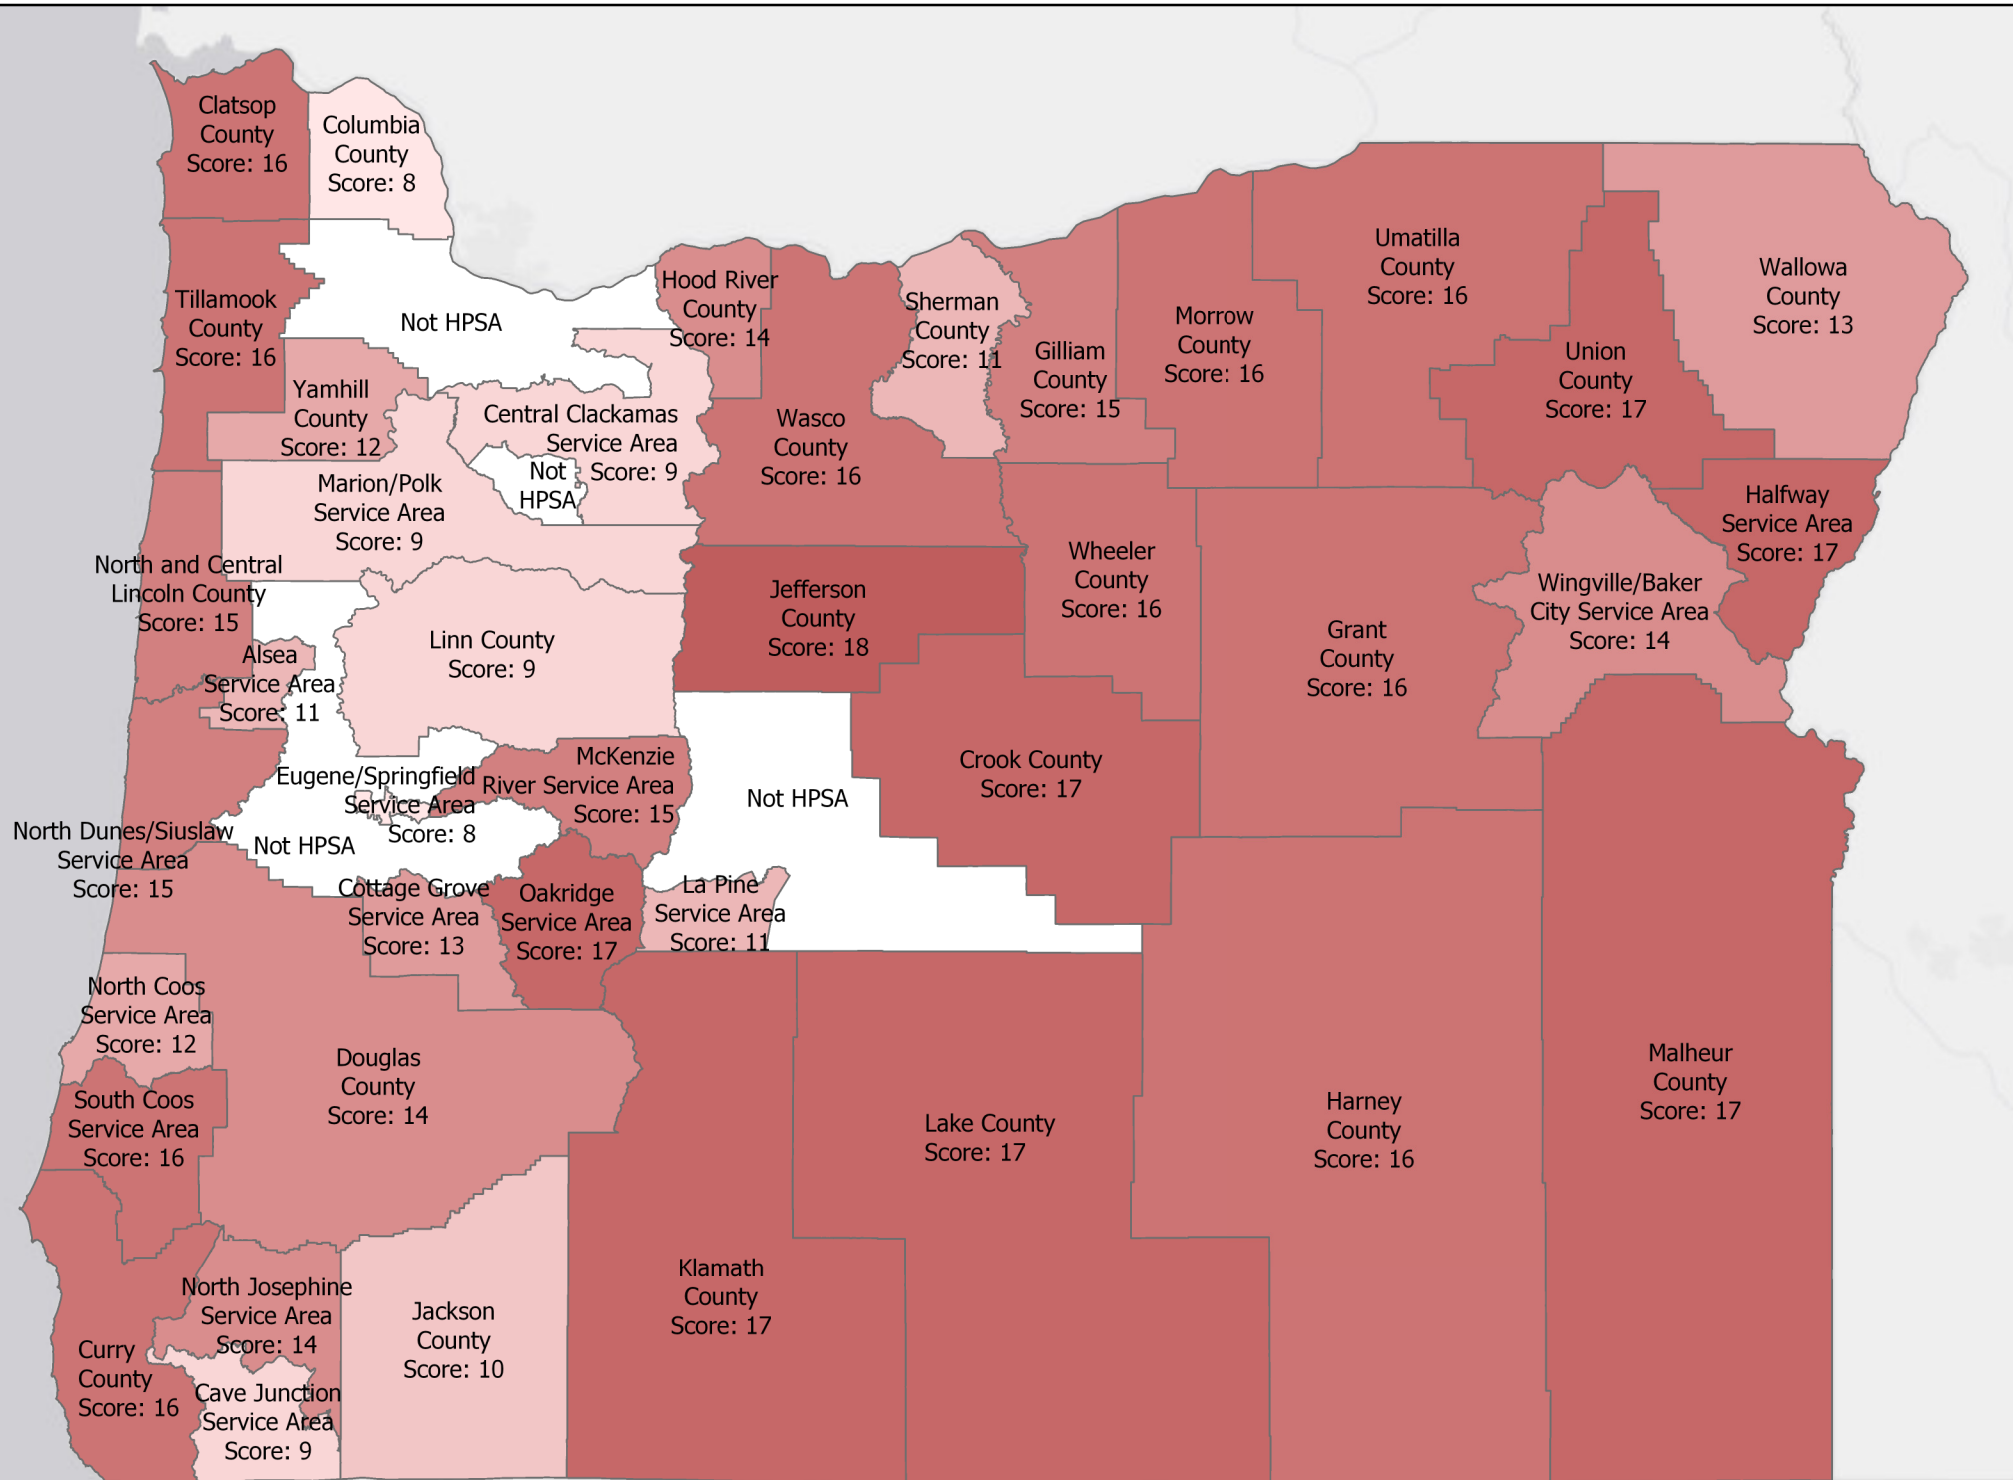 Clatsop
County
Score: 16
Columbia
County
Score: 8
Tillamook
County
Score: 16
Not HPSA
Hood River
County
Score: 14
Sherman
County
Score: 11
Gilliam
County
Score: 15
Morrow
County
Score: 16
Umatilla
County
Score: 16
Union
County
Score: 17
Wallowa
County
Score: 13
Yamhill
County
Score: 12
Central Clackamas
Service Area
Score: 9
Not
HPSA
Wasco
County
Score: 16
Marion/Polk
Service Area
Score: 9
Halfway
Service Area
Score: 17
North and Central
Lincoln County
Score: 15
Linn County
Score: 9
Jefferson
County
Score: 18
Wheeler
County
Score: 16
Grant
County
Score: 16
Wingville/Baker
City Service Area
Score: 14
Alsea
Service Area
Score: 11
Eugene/Springfield
Service Area
Score: 8
McKenzie
River Service Area
Score: 15
Not HPSA
Crook County
Score: 17
North Dunes/Siuslaw
Service Area
Score: 15
Not HPSA
Cottage Grove
Service Area
Score: 13
Oakridge
Service Area
Score: 17
La Pine
Service Area
Score: 11
North Coos
Service Area
Score: 12
Douglas
County
Score: 14
South Coos
Service Area
Score: 16
Lake County
Score: 17
Harney
County
Score: 16
Malheur
County
Score: 17
North Josephine
Service Area
Score: 14
Jackson
County
Score: 10
Klamath
County
Score: 17
Curry
County
Score: 16
Cave Junction
Service Area
Score: 9